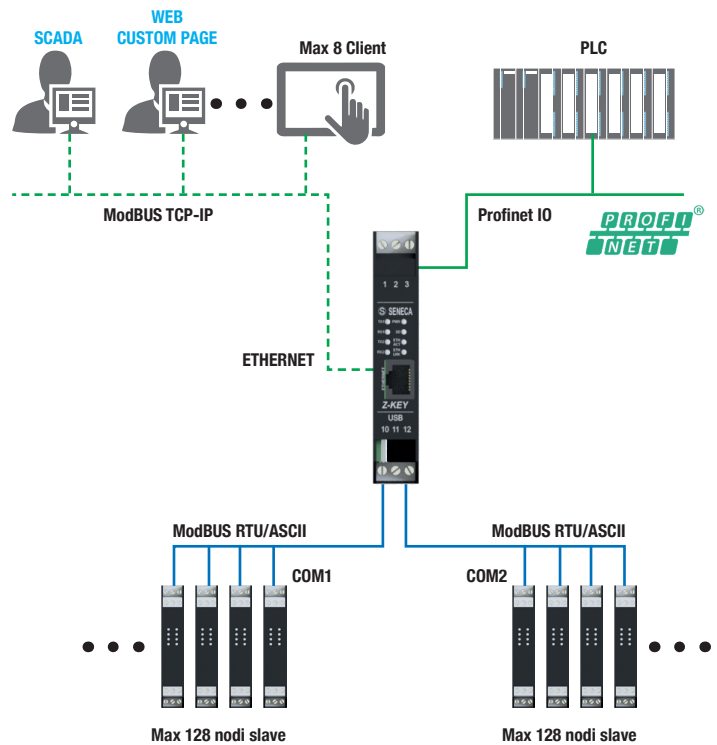 SCADA
WEB
CUSTOM PAGE
Max 8 Client
PLC
ModBUS TCP-IP
Profinet IO
PROFI®
NET
1 2 3
S SENECA
ETHERNET
ETHERNET
Z-KEY
USB
10 11 12
ModBUS RTU/ASCII
ModBUS RTU/ASCII
COM1
COM2
Max 128 nodi slave
Max 128 nodi slave